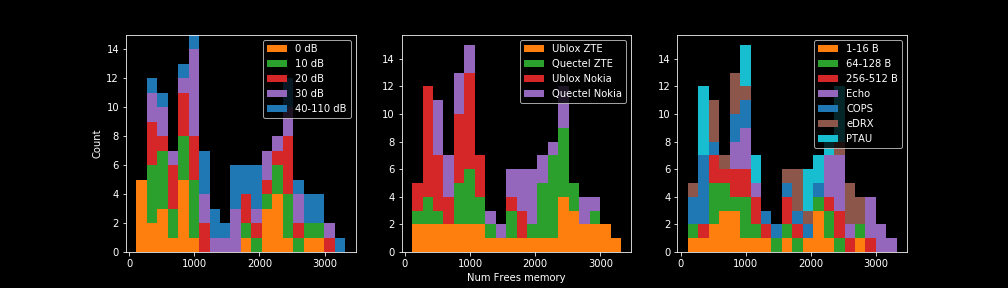 14
12
10
8
6
4
2
0
Count
0 dB
10 dB
20 dB
30 dB
40-110 dB
0 1000 2000 3000
14
12
10
8
6
4
2
0
Ublox ZTE
Quectel ZTE
Ublox Nokia
Quectel Nokia
0 1000 2000 3000
Num Frees memory
14
12
10
8
6
4
2
0
1-16 B
64-128 B
256-512 B
Echo
COPS
eDRX
PTAU
0 1000 2000 3000